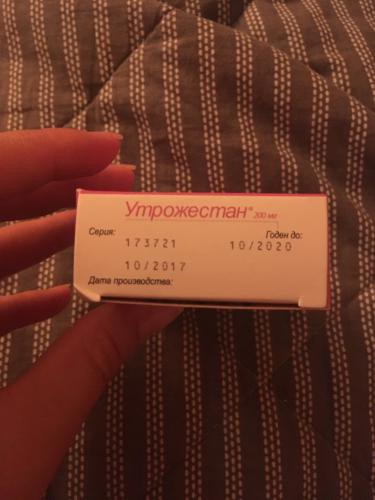 Утрожестан® 200 мг
Серия: Годен до:
173721 10/2020
10/2017
Дата производства: